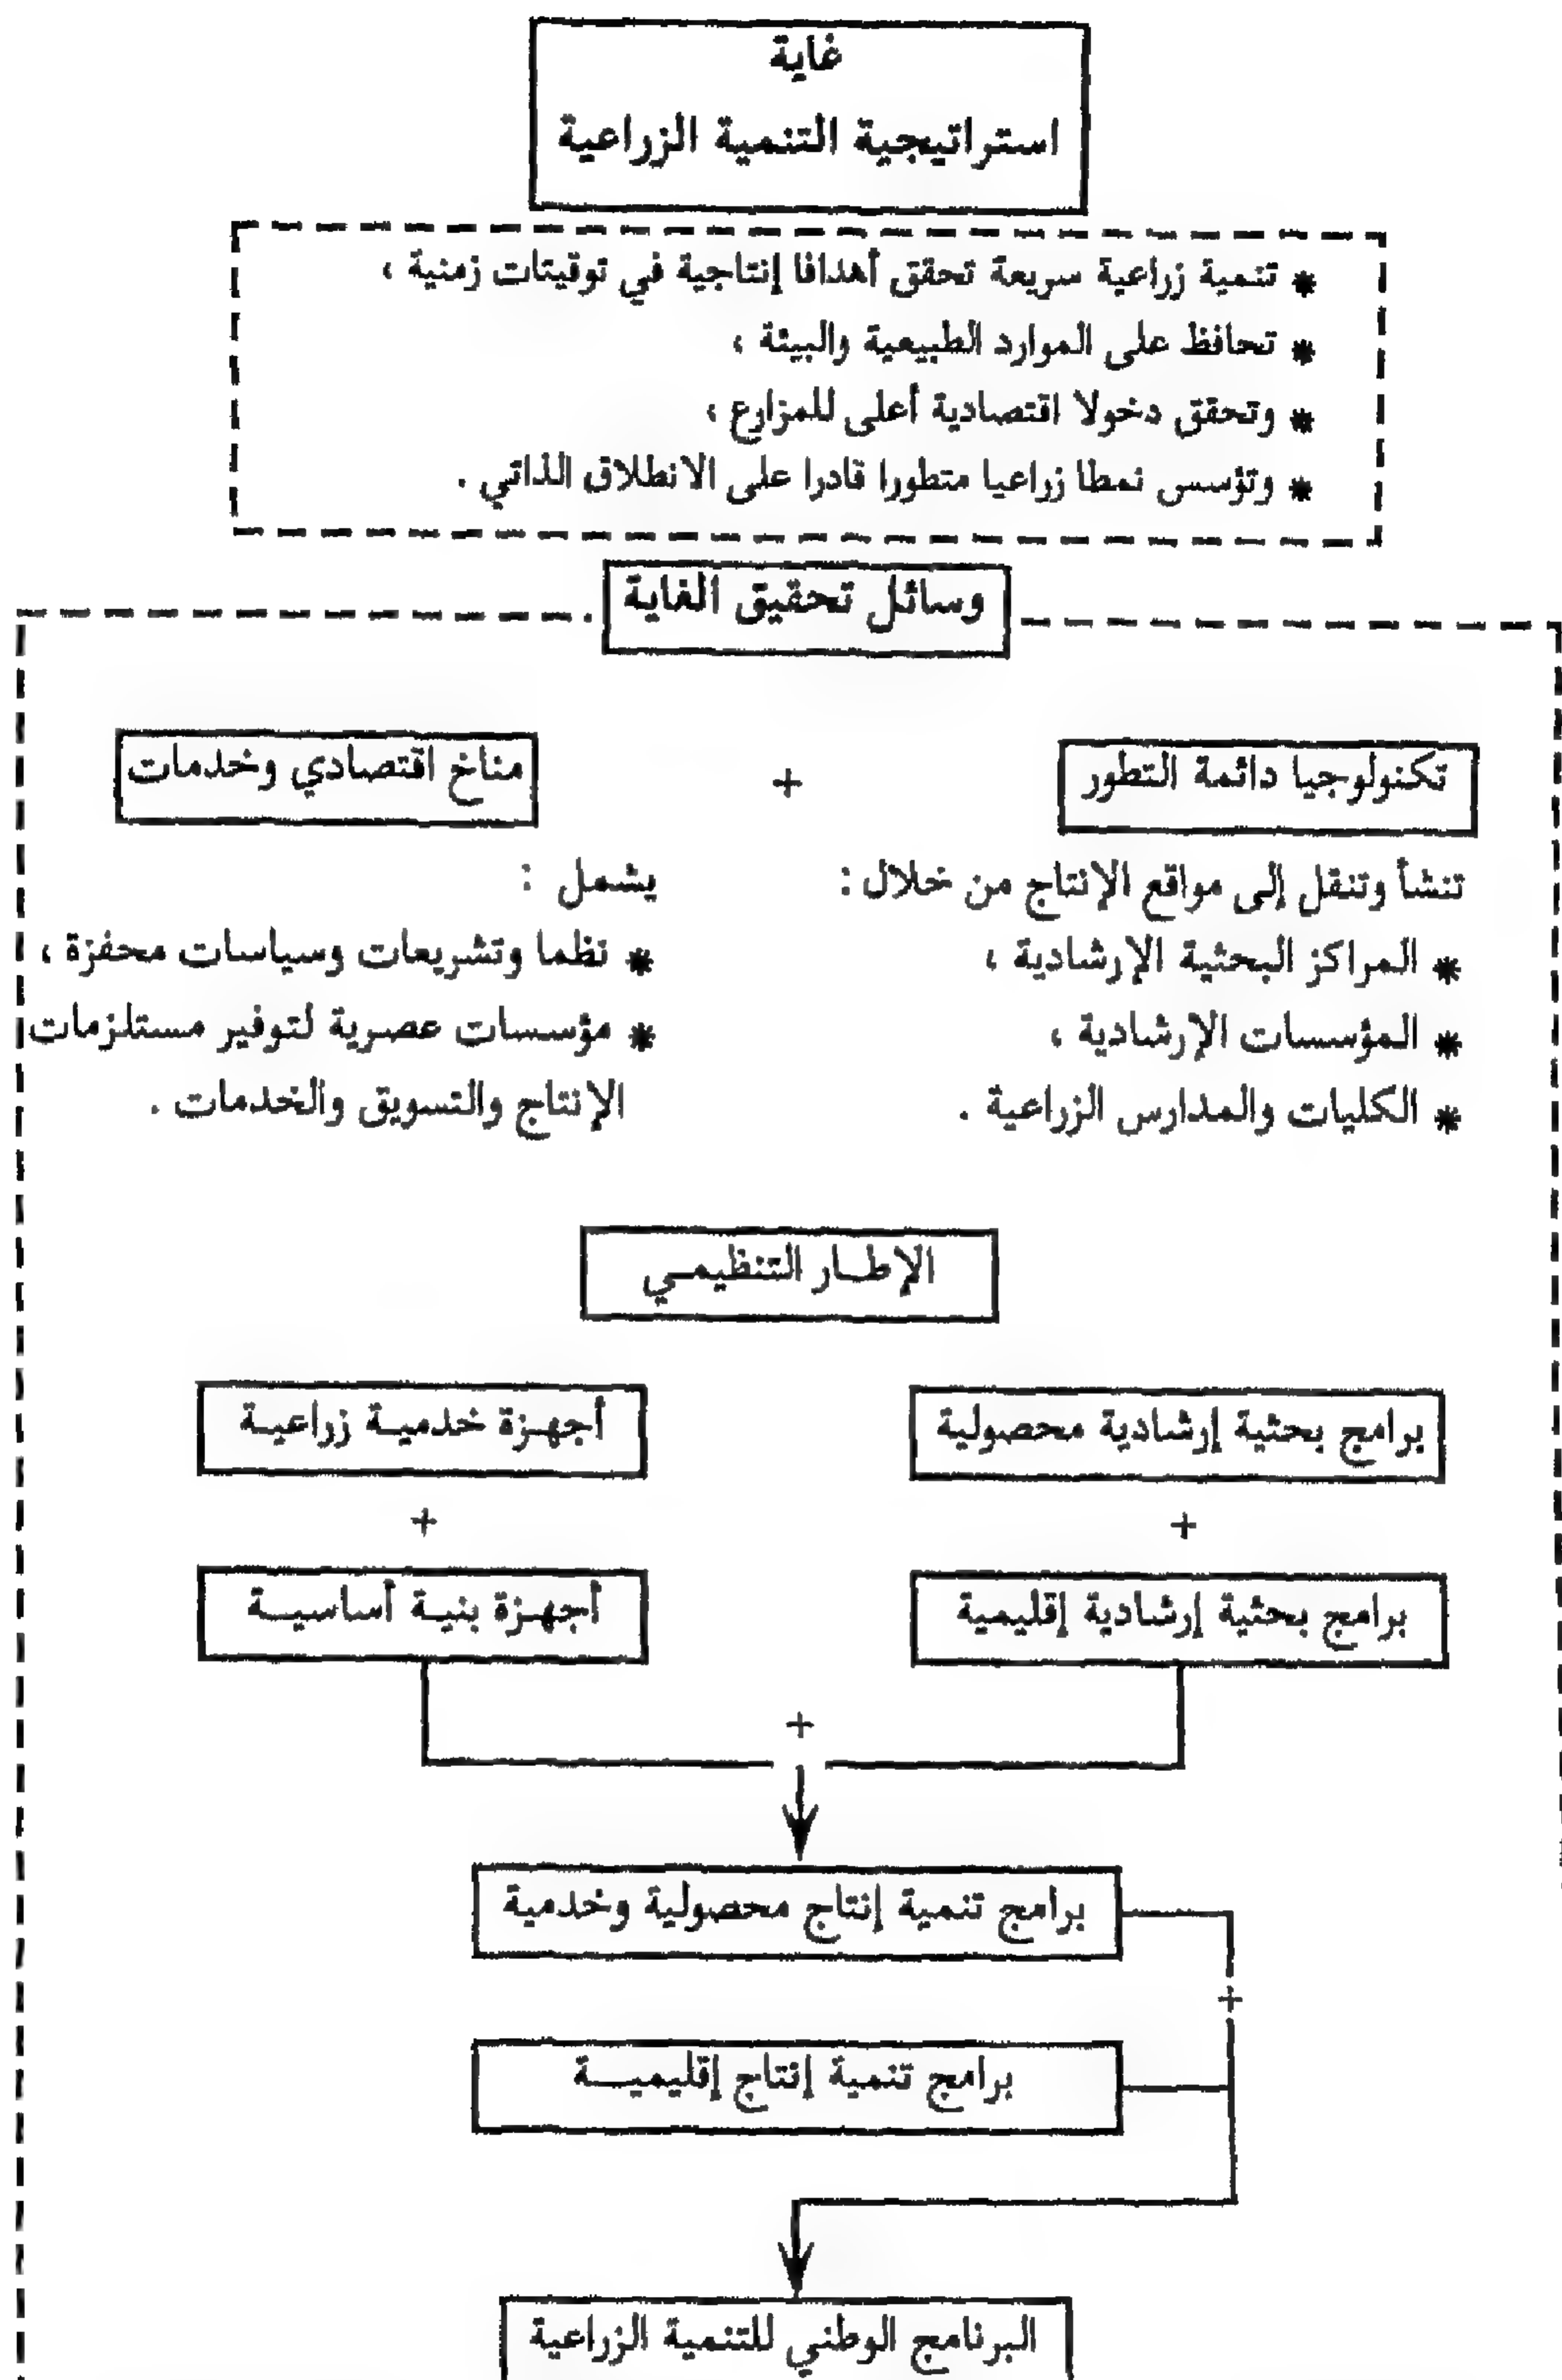 غاية
استراتيجية التنمية الزراعية
* تنمية زراعية سريعة تحقق أهدافا إنتاجية في توقيتات زمنية ،
* تحافظ على الموارد الطبيعية والبيئة ،
* وتحقق دخولا اقتصادية أعلى للمزارع ،
* وتؤسس نمطا زراعيا متطورا قادرا على الانطلاق الذاتي .
وسائل تحقيق الغاية
تكنولوجيا دائمة التطور
+
مناخ اقتصادي وخدمات
تنشأ وتنقل إلى مواقع الإنتاج من خلال :
* المراكز البحثية الإرشادية ،
* المؤسسات الإرشادية ،
* الكليات والمدارس الزراعية .
يشمل :
* نظما وتشريعات وسياسات محفزة ،
* مؤسسات عصرية لتوفير مستلزمات
الإنتاج والتسويق والخدمات .
الإطار التنظيمي
برامج بحثية إرشادية محصولية
+
برامج بحثية إرشادية إقليمية
أجهزة خدمية زراعية
+
أجهزة بنية أساسية
+
برامج تنمية إنتاج محصولية وخدمية
+
برامج تنمية إنتاج إقليمية
البرنامج الوطني للتنمية الزراعية